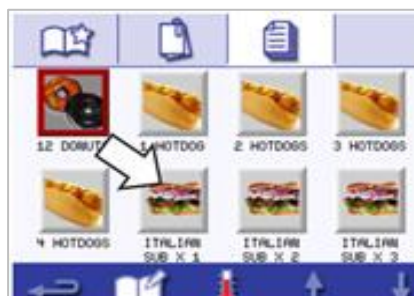 12 DONUT
1 HOTDOG
2 HOTDOGS
3 HOTDOGS
4 HOTDOGS
ITALIAN
SUB X 1
ITALIAN
SUB X 2
ITALIAN
SUB X 3